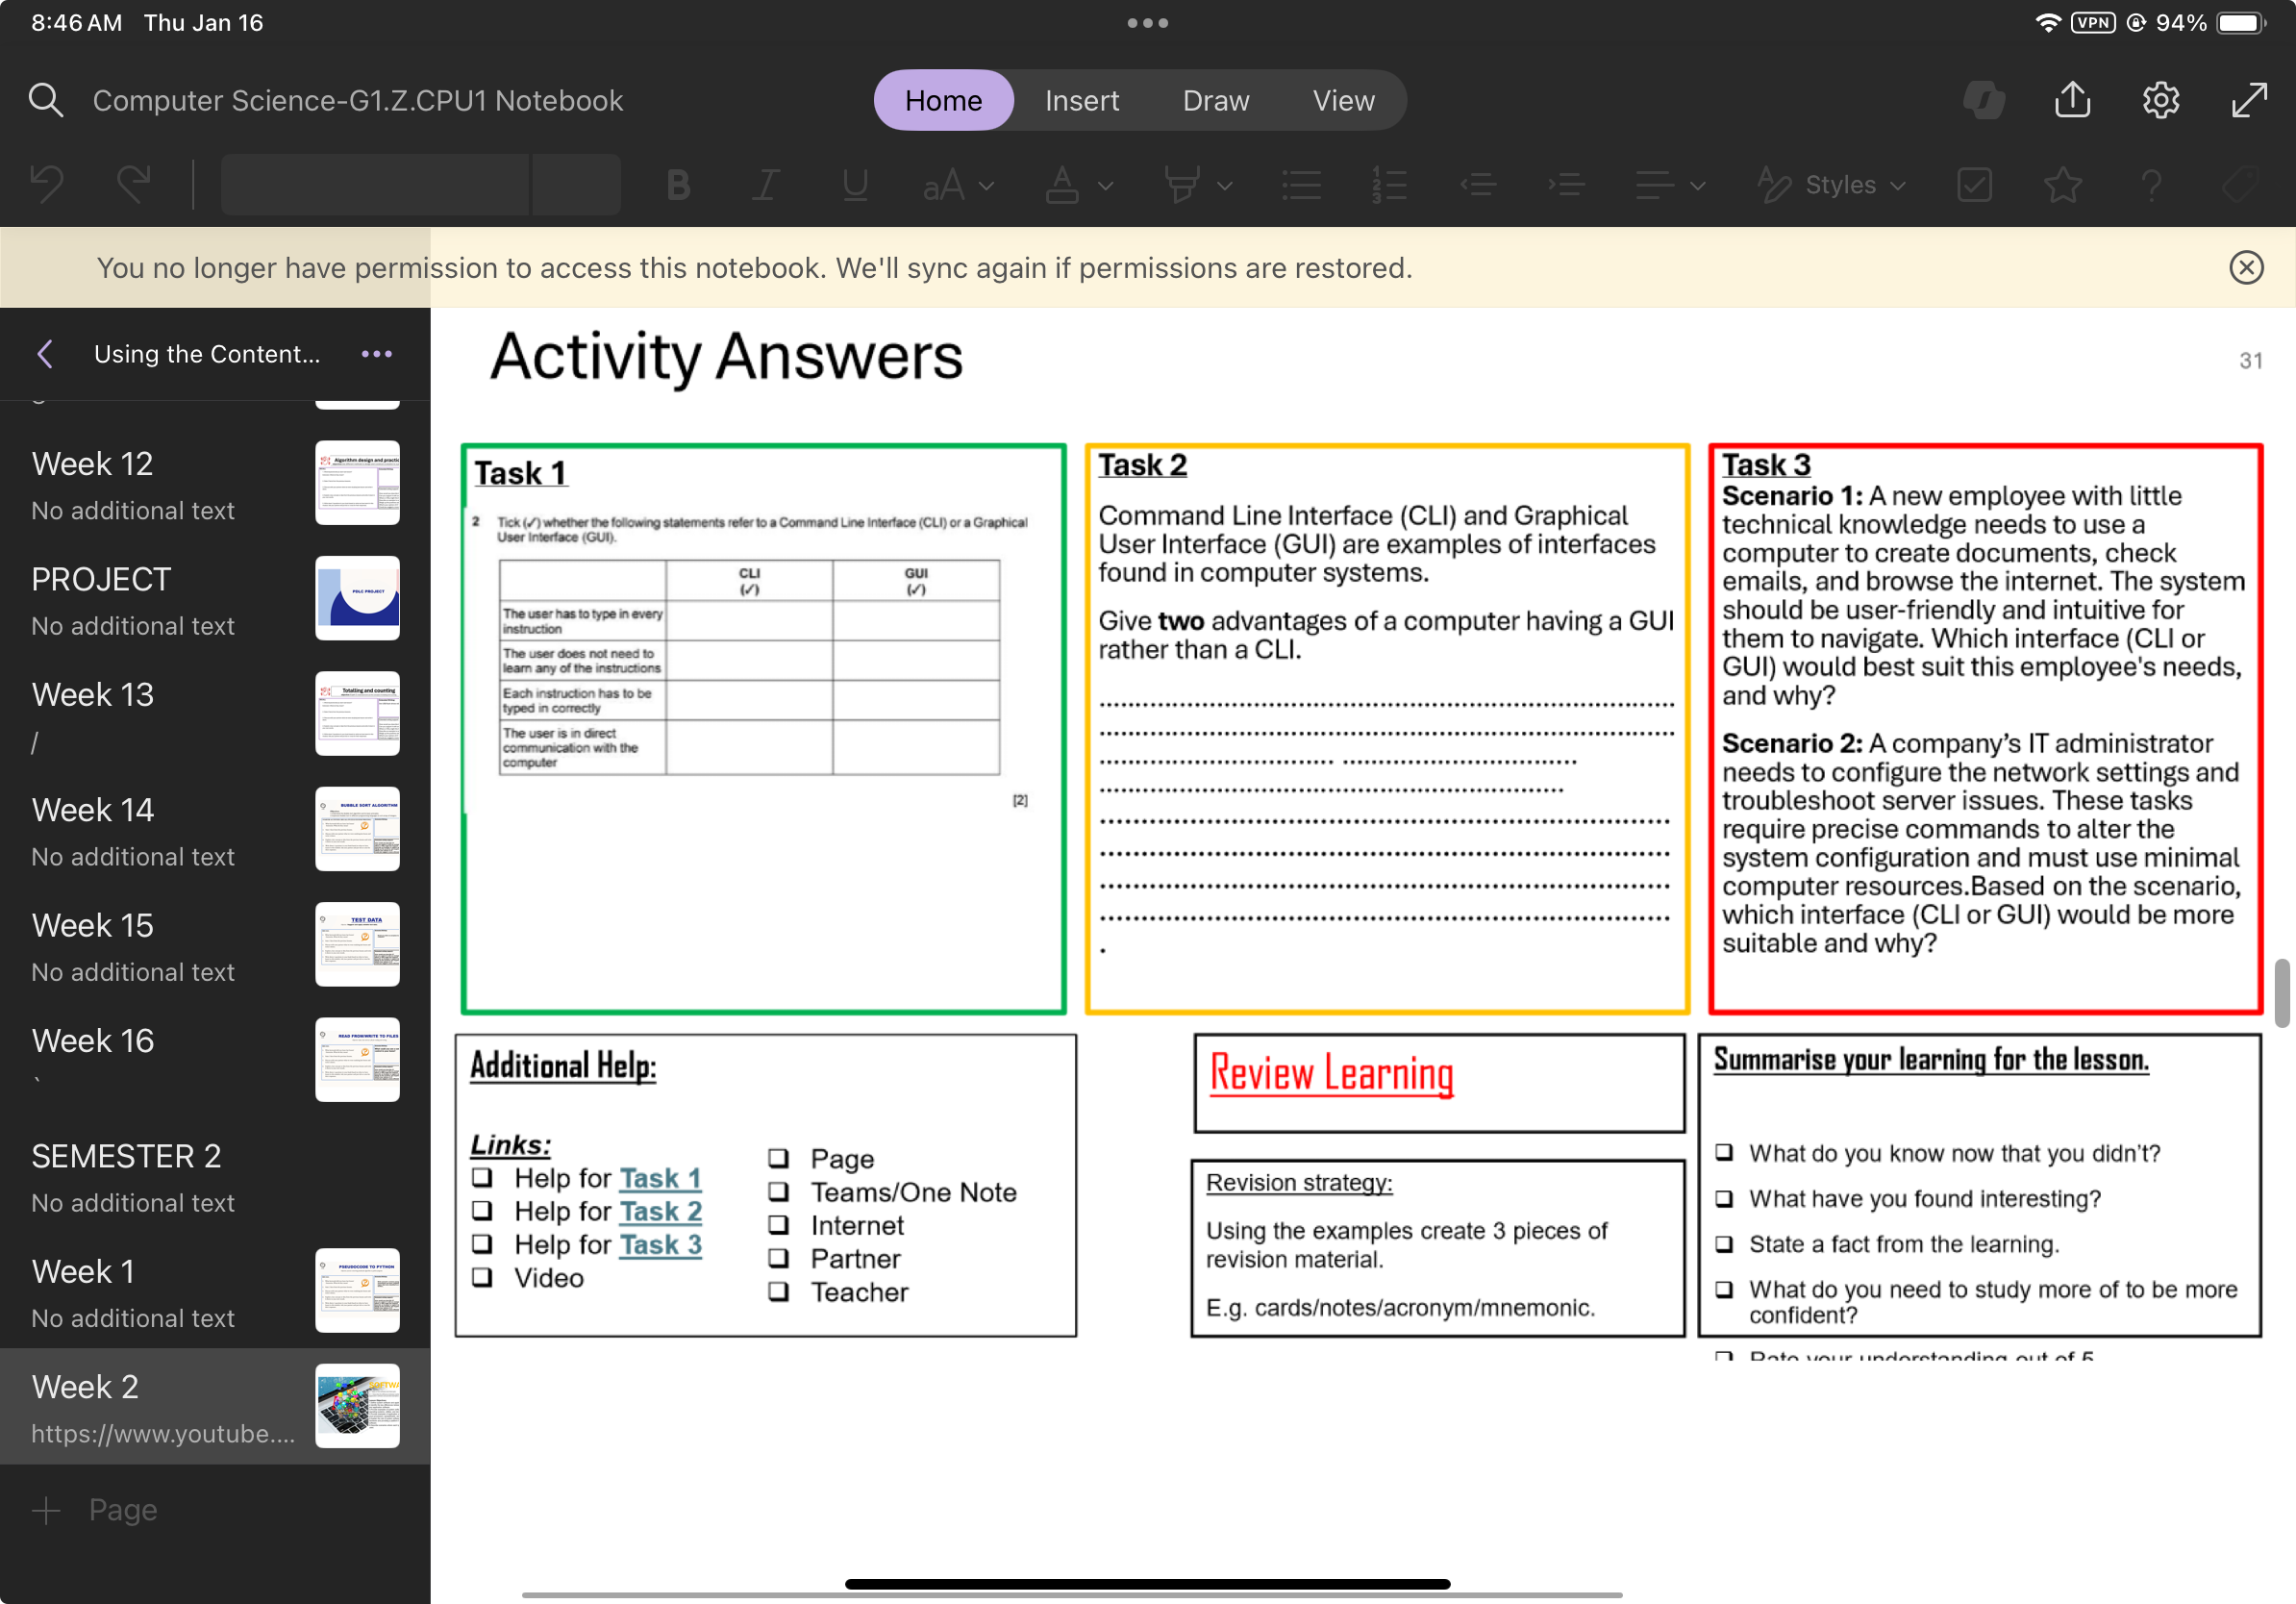 8:46 AM Thu Jan 16
VPN 94%
Computer Science-G1.Z.CPU1 Notebook
Home Insert Draw View
B I U aA A Styles ?
You no longer have permission to access this notebook. We'll sync again if permissions are restored.
Using the Content...
Week 12
No additional text
PROJECT
No additional text
Week 13
/
Week 14
No additional text
Week 15
No additional text
Week 16
`
SEMESTER 2
No additional text
Week 1
No additional text
Week 2
https://www.youtube....
Page
PDLC PROJECT
Totalling and counting
BUBBLE SORT ALGORITHM
TEST DATA
PSEUDOCODE TO PYTHON
Activity Answers
31
Task 1
2 Tick (✓) whether the following statements refer to a Command Line Interface (CLI) or a Graphical
User Interface (GUI).
CLI
(✓)
GUI
(✓)
The user has to type in every
instruction
The user does not need to
learn any of the instructions
Each instruction has to be
typed in correctly
The user is in direct
communication with the
computer
[2]
Task 2
Command Line Interface (CLI) and Graphical
User Interface (GUI) are examples of interfaces
found in computer systems.
Give two advantages of a computer having a GUI
rather than a CLI.
Task 3
Scenario 1: A new employee with little
technical knowledge needs to use a
computer to create documents, check
emails, and browse the internet. The system
should be user-friendly and intuitive for
them to navigate. Which interface (CLI or
GUI) would best suit this employee's needs,
and why?
Scenario 2: A company’s IT administrator
needs to configure the network settings and
troubleshoot server issues. These tasks
require precise commands to alter the
system configuration and must use minimal
computer resources.Based on the scenario,
which interface (CLI or GUI) would be more
suitable and why?
Additional Help:
Links:
Help for Task 1
Help for Task 2
Help for Task 3
Video
Page
Teams/One Note
Internet
Partner
Teacher
Review Learning
Revision strategy:
Using the examples create 3 pieces of
revision material.
E.g. cards/notes/acronym/mnemonic.
Summarise your learning for the lesson.
What do you know now that you didn’t?
What have you found interesting?
State a fact from the learning.
What do you need to study more of to be more
confident?
Rate your understanding out of 5